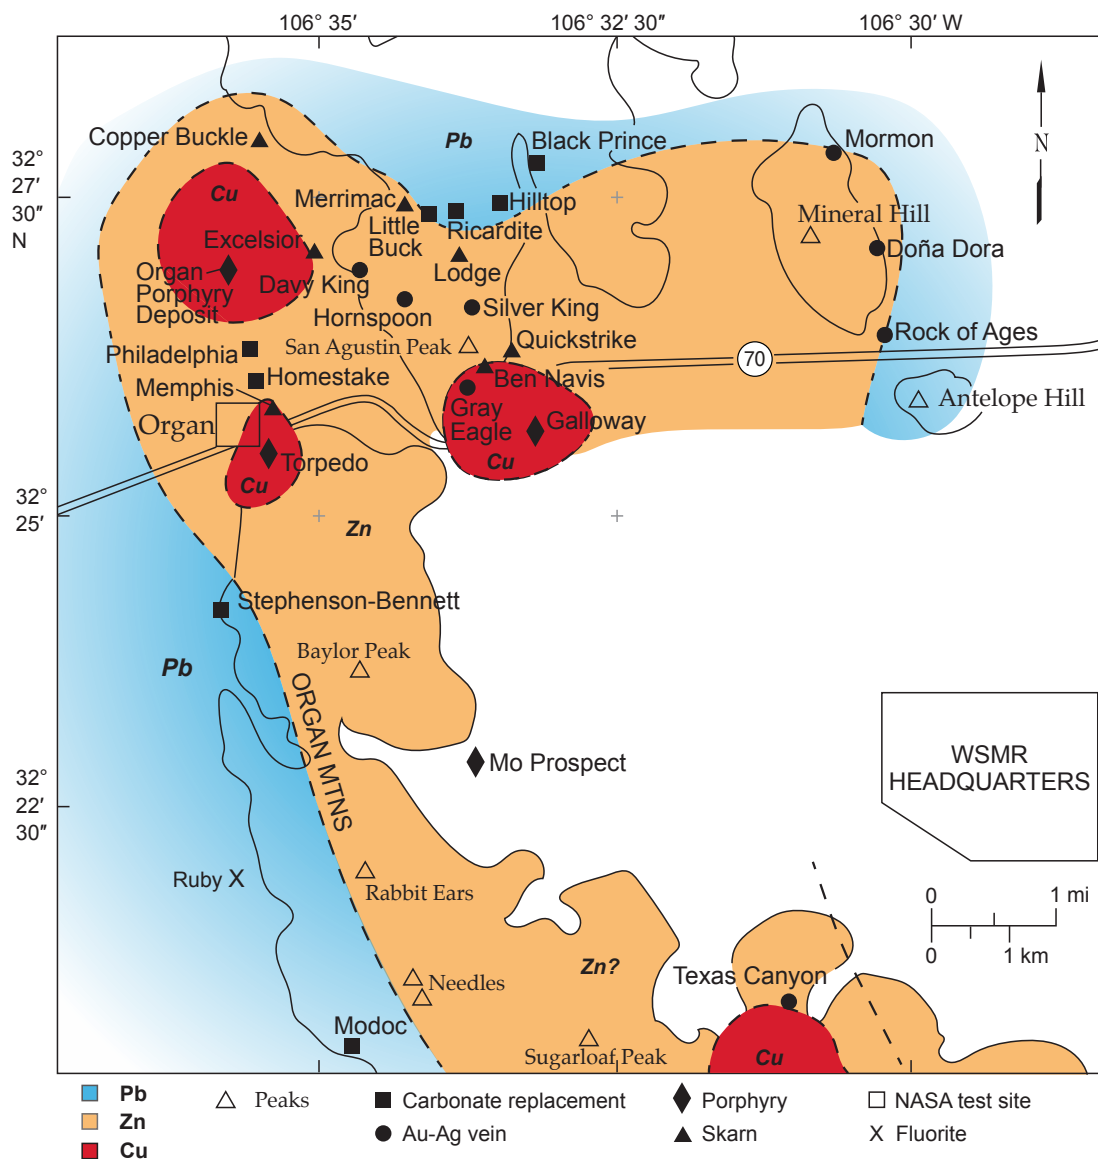 106° 35′
106° 32′ 30″
106° 30′ W
32°
27′
30″
N
N
Pb
Copper Buckle
Black Prince
Mormon
Cu
Merrimac
Hilltop
Little
Buck
Ricardite
Mineral Hill
Excelsior
Lodge
Doña Dora
Organ
Porphyry
Deposit
Davy King
Hornspoon
Silver King
Philadelphia
San Agustin Peak
Quickstrike
Rock of Ages
70
Homestake
Ben Navis
Memphis
Antelope Hill
Organ
Gray
Eagle
Galloway
Torpedo
Cu
Cu
32°
25′
Zn
Stephenson-Bennett
Pb
Baylor Peak
ORGAN MTNS
Mo Prospect
WSMR
HEADQUARTERS
32°
22′
30″
Ruby X
Rabbit Ears
0 1 mi
0 1 km
Zn?
Needles
Texas Canyon
Modoc
Sugarloaf Peak
Cu
Pb
Zn
Cu
Peaks
Carbonate replacement
Au-Ag vein
Porphyry
Skarn
NASA test site
X Fluorite